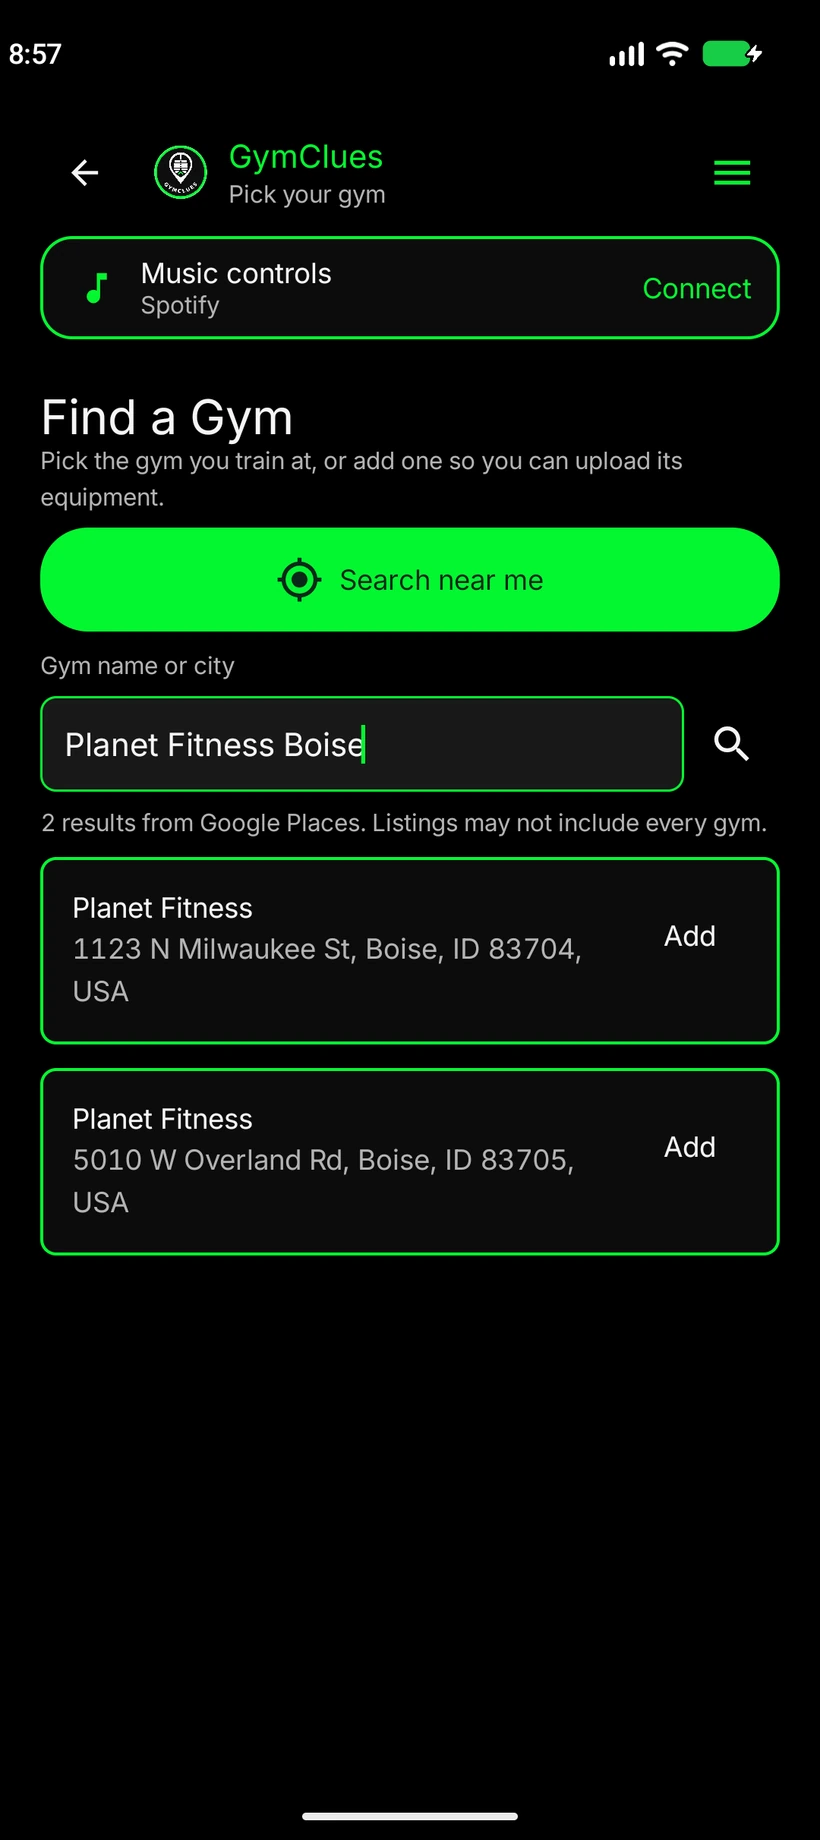 8:57
GymClues
Pick your gym
GYMCLUES
Music controls
Spotify
Connect
Find a Gym
Pick the gym you train at, or add one so you can upload its
equipment.
Search near me
Gym name or city
Planet Fitness Boise
2 results from Google Places. Listings may not include every gym.
Planet Fitness
1123 N Milwaukee St, Boise, ID 83704,
USA
Add
Planet Fitness
5010 W Overland Rd, Boise, ID 83705,
USA
Add